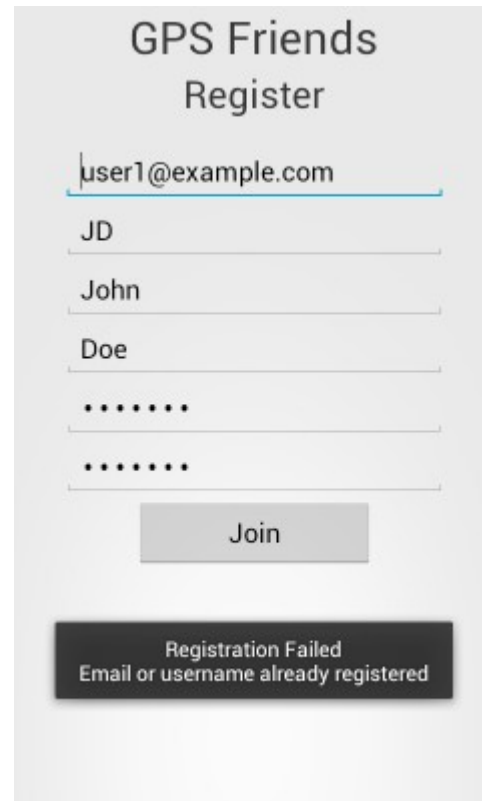 GPS Friends
Register
user1@example.com
JD
John
Doe
•••••••
•••••••
Join
Registration Failed
Email or username already registered